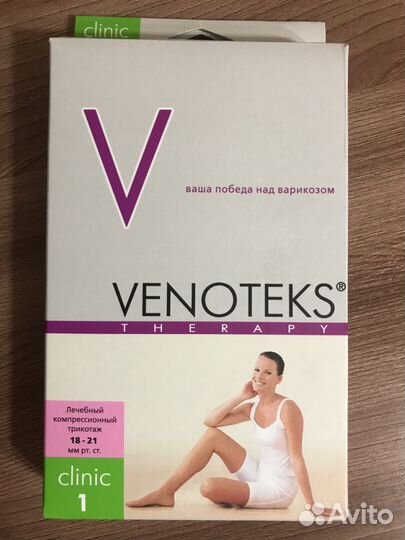 clinic
V
ваша победа над варикозом
VENOTEKS®
THERAPY
Лечебный
компрессионный
трикотаж
18 - 21
мм рт. ст.
clinic
1
Avito